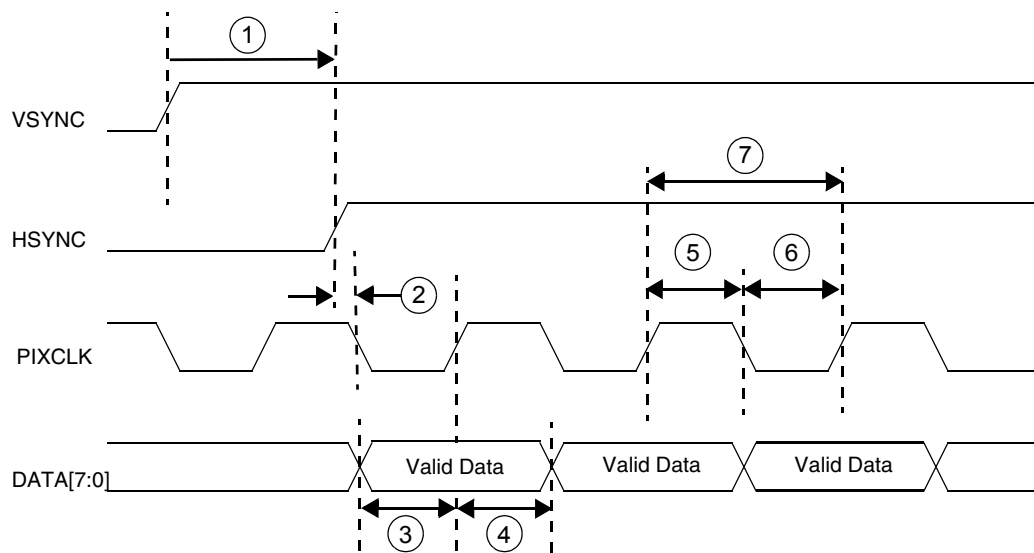 1
VSYNC
7
HSYNC
5
6
2
PIXCLK
Valid Data
Valid Data
Valid Data
DATA[7:0]
3
4